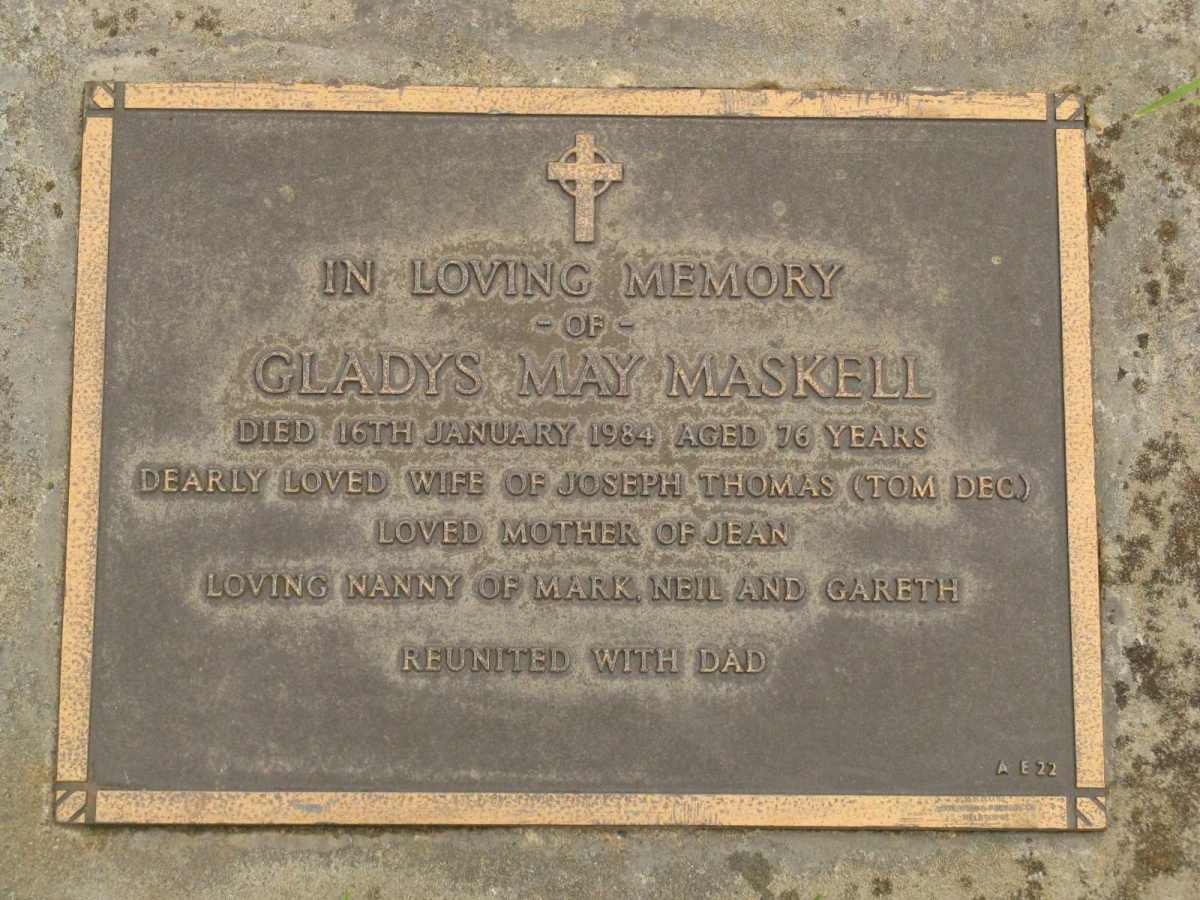 IN LOVING MEMORY
- OF -
GLADYS MAY MASKELL
DIED 16TH JANUARY 1984 AGED 76 YEARS
DEARLY LOVED WIFE OF JOSEPH THOMAS (TOM DEC.)
LOVED MOTHER OF JEAN
LOVING NANNY OF MARK, NEIL AND GARETH
REUNITED WITH DAD
A E 22